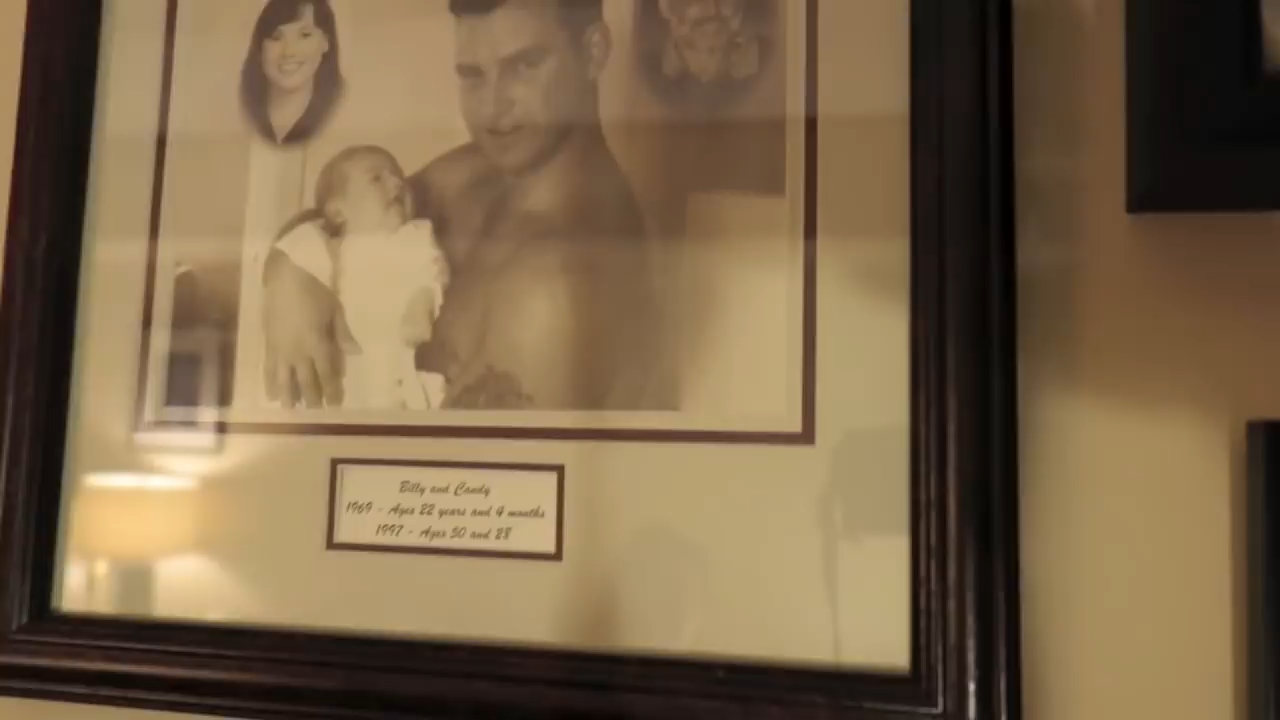 Billy and Candy
1969 - Ages 22 years and 4 months
1997 - Ages 50 and 28